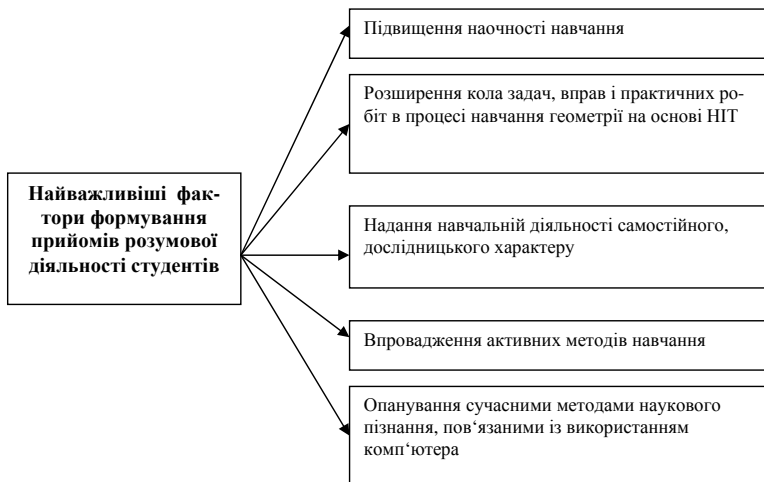 Підвищення наочності навчання
Розширення кола задач, вправ і практичних ро-
біт в процесі навчання геометрії на основі НІТ
Найважливіші фак-
тори формування
прийомів розумової
діяльності студентів
Надання навчальній діяльності самостійного,
дослідницького характеру
Впровадження активних методів навчання
Опанування сучасними методами наукового
пізнання, пов‘язаними із використанням
комп‘ютера